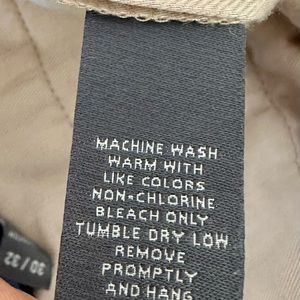 MACHINE WASH
WARM WITH
LIKE COLORS
NON-CHLORINE
BLEACH ONLY
TUMBLE DRY LOW
REMOVE
PROMPTLY
AND HANG
30 / 32